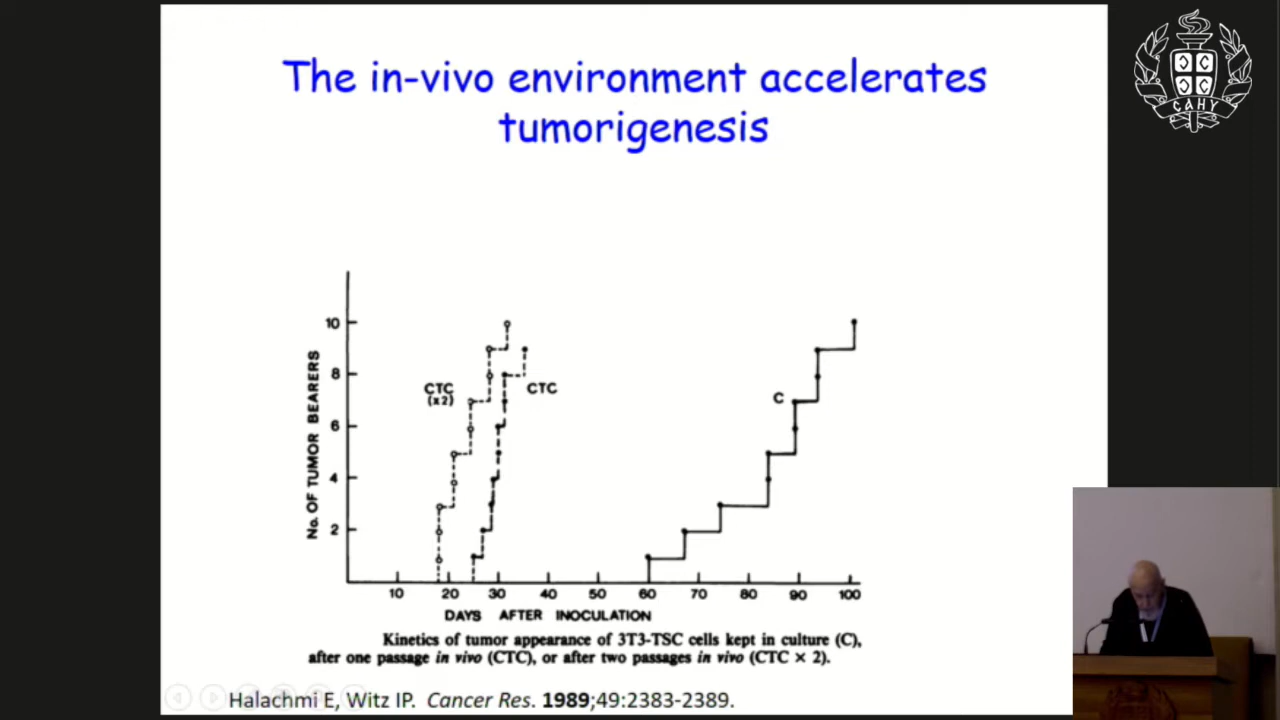 The in-vivo environment accelerates
tumorigenesis
САНУ
No. OF TUMOR BEARERS
10
8
6
4
2
CTC
(x2)
CTC
C
10 20 30 40 50 60 70 80 90 100
DAYS AFTER INOCULATION
Kinetics of tumor appearance of 3T3-TSC cells kept in culture (C),
after one passage in vivo (CTC), or after two passages in vivo (CTC × 2).
Halachmi E, Witz IP. Cancer Res. 1989;49:2383-2389.